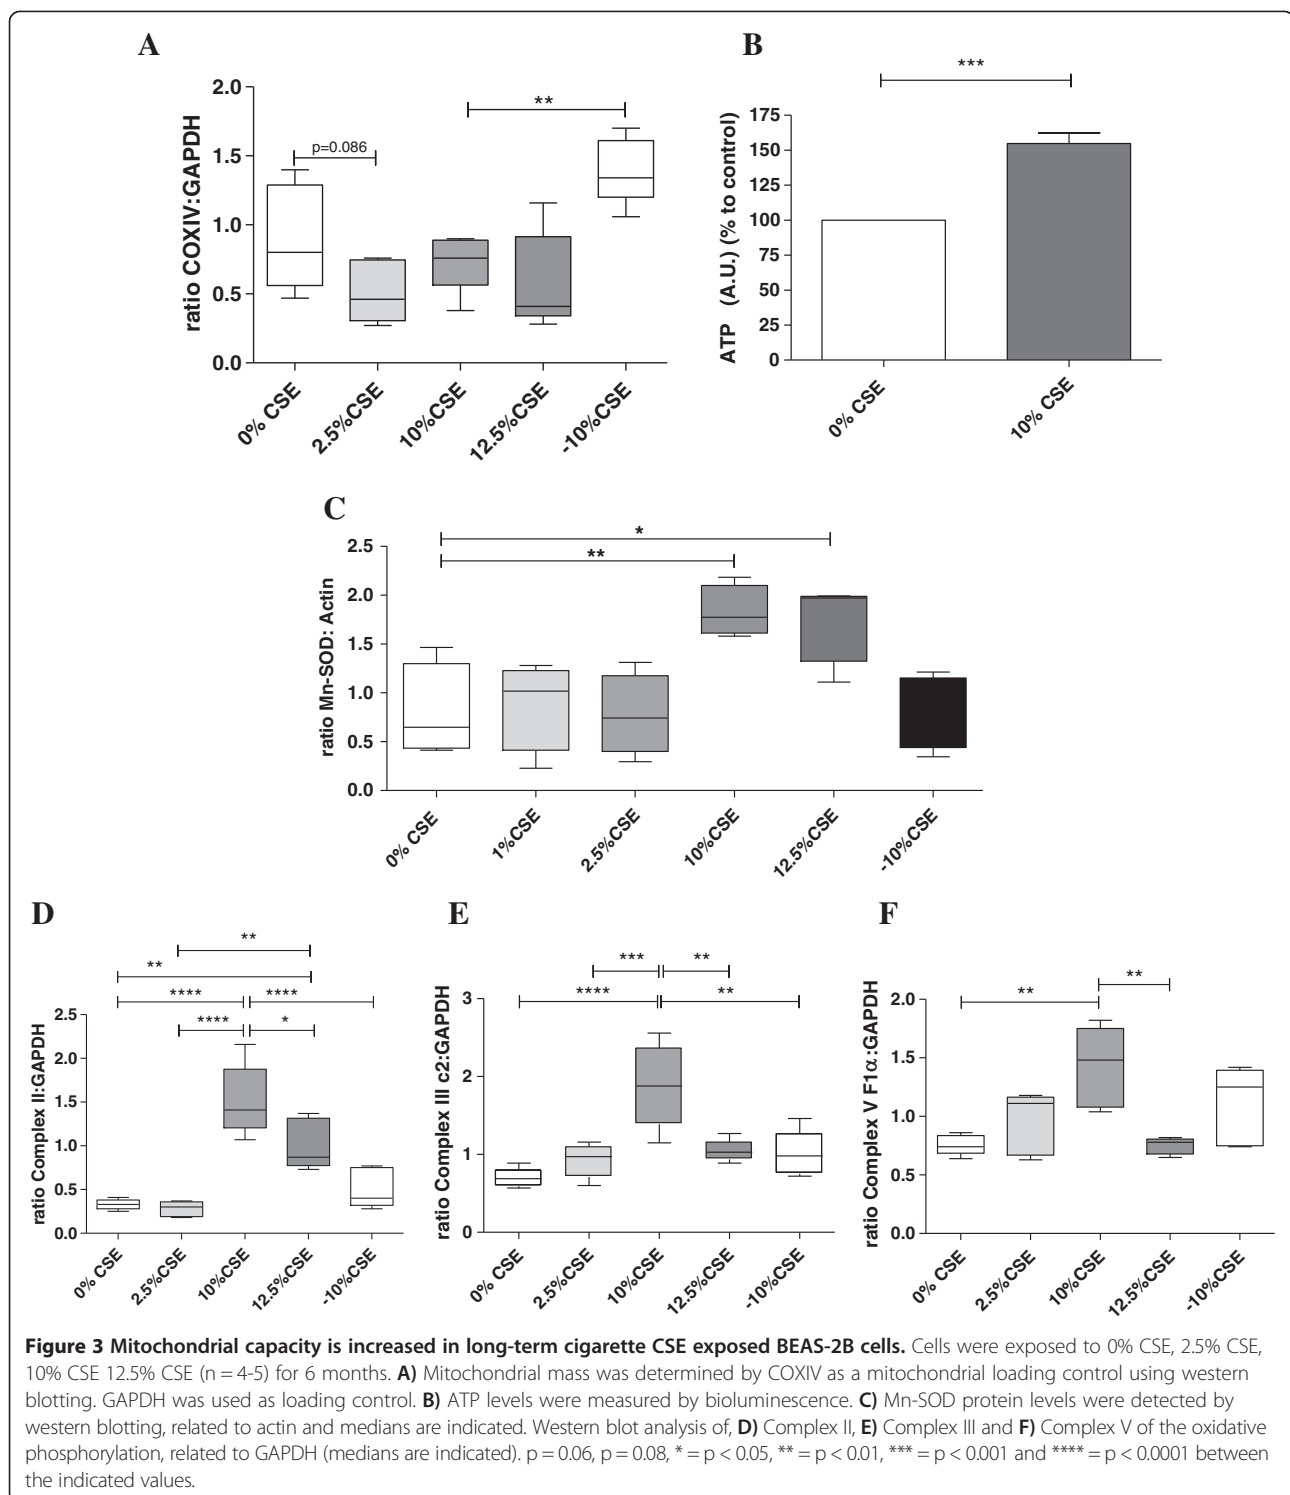 A
ratio COXIV:GAPDH
2.0
1.5
1.0
0.5
0.0
p=0.086
**
0% CSE
2.5%CSE
10%CSE
12.5%CSE
-10%CSE
B
ATP (A.U.) (% to control)
175
150
125
100
75
50
25
0
***
0% CSE
10% CSE
C
ratio Mn-SOD: Actin
2.5
2.0
1.5
1.0
0.5
0.0
*
**
0% CSE
1%CSE
2.5%CSE
10%CSE
12.5%CSE
-10%CSE
D
ratio Complex II:GAPDH
2.5
2.0
1.5
1.0
0.5
0.0
**
**
**** ****
**** *
0% CSE
2.5%CSE
10%CSE
12.5%CSE
-10%CSE
E
ratio Complex III c2:GAPDH
3
2
1
0
*** **
**** **
0% CSE
2.5%CSE
10%CSE
12.5%CSE
-10%CSE
F
ratio Complex V F1α:GAPDH
2.0
1.5
1.0
0.5
0.0
**
**
0% CSE
2.5%CSE
10%CSE
12.5%CSE
-10%CSE
Figure 3 Mitochondrial capacity is increased in long-term cigarette CSE exposed BEAS-2B cells. Cells were exposed to 0% CSE, 2.5% CSE,
10% CSE 12.5% CSE (n = 4-5) for 6 months. A) Mitochondrial mass was determined by COXIV as a mitochondrial loading control using western
blotting. GAPDH was used as loading control. B) ATP levels were measured by bioluminescence. C) Mn-SOD protein levels were detected by
western blotting, related to actin and medians are indicated. Western blot analysis of, D) Complex II, E) Complex III and F) Complex V of the oxidative
phosphorylation, related to GAPDH (medians are indicated). p = 0.06, p = 0.08, * = p < 0.05, ** = p < 0.01, *** = p < 0.001 and **** = p < 0.0001 between
the indicated values.